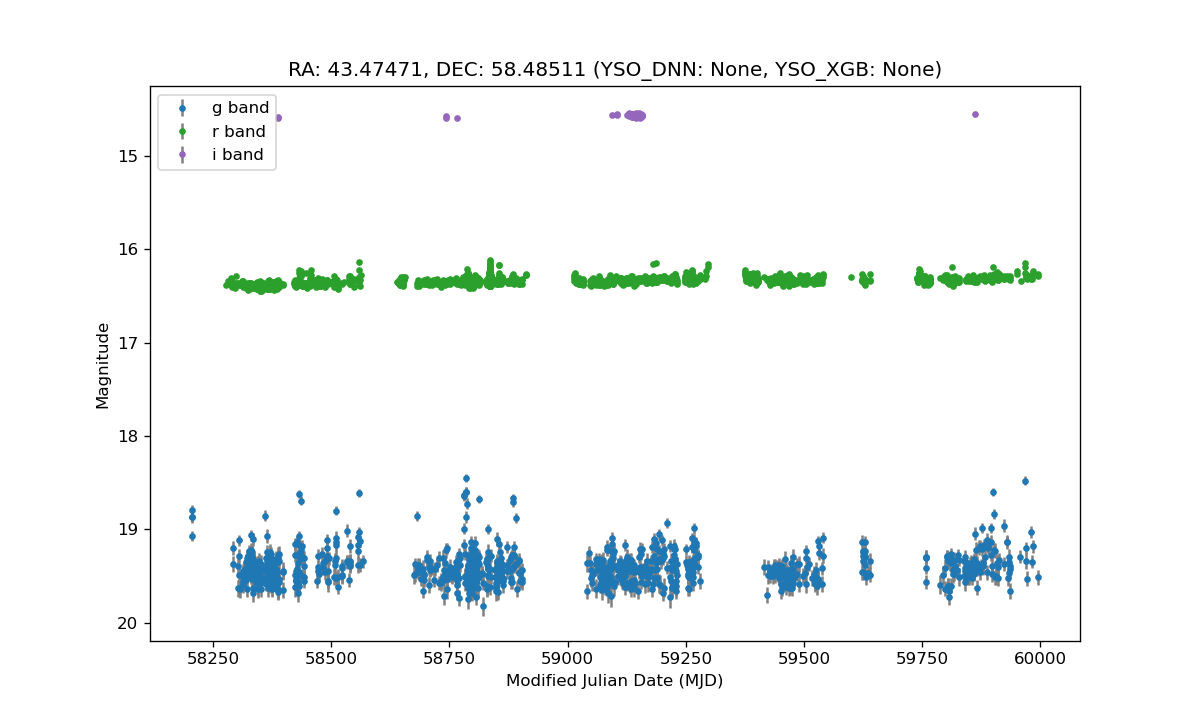 RA: 43.47471, DEC: 58.48511 (YSO_DNN: None, YSO_XGB: None)
g band
r band
i band
15
16
17
18
19
20
Magnitude
58250 58500 58750 59000 59250 59500 59750 60000
Modified Julian Date (MJD)